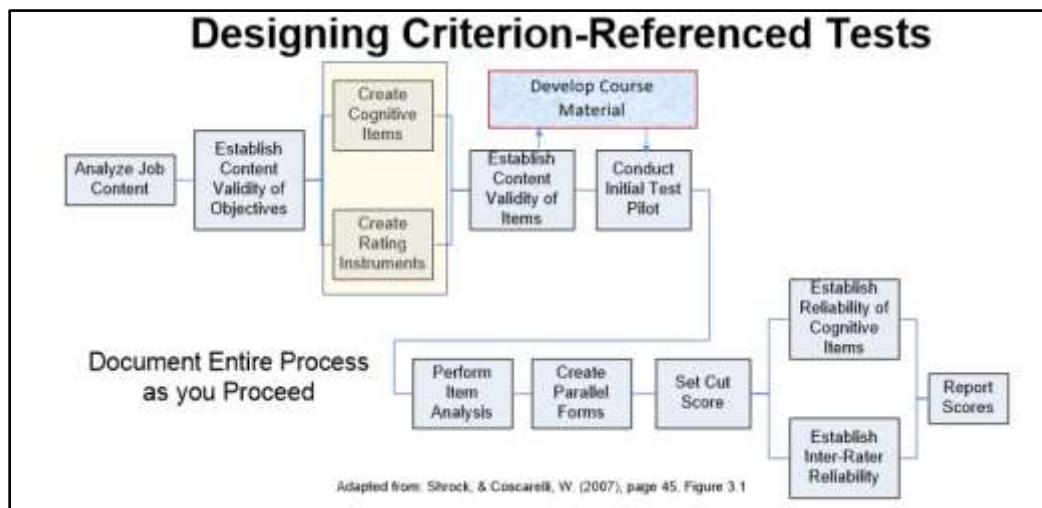 Designing Criterion-Referenced Tests
Analyze Job
Content
Establish
Content
Validity of
Objectives
Create
Cognitive
Items
Create
Rating
Instruments
Develop Course
Material
Establish
Content
Validity of
Items
Conduct
Initial Test
Pilot
Document Entire Process
as you Proceed
Perform
Item
Analysis
Create
Parallel
Forms
Set Cut
Score
Establish
Reliability of
Cognitive
Items
Establish
Inter-Rater
Reliability
Report
Scores
Adapted from: Shrock, & Coscarelli, W. (2007), page 45, Figure 3.1